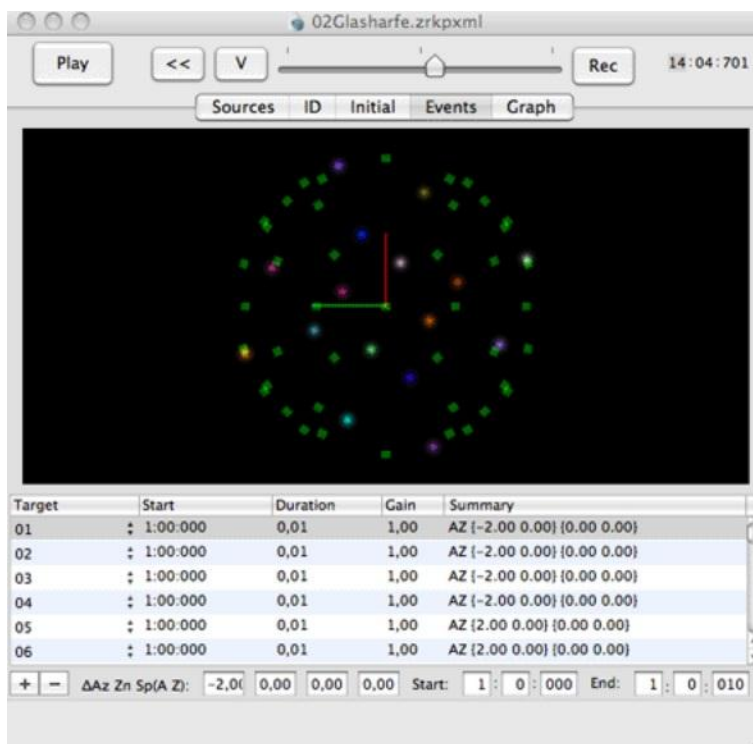 02Glasharfe.zrkpxml
Play << V Rec 14:04:701
Sources ID Initial Events Graph
Target Start Duration Gain Summary
01 1:00:000 0,01 1,00 AZ {-2.00 0.00} {0.00 0.00}
02 1:00:000 0,01 1,00 AZ {-2.00 0.00} {0.00 0.00}
03 1:00:000 0,01 1,00 AZ {-2.00 0.00} {0.00 0.00}
04 1:00:000 0,01 1,00 AZ {-2.00 0.00} {0.00 0.00}
05 1:00:000 0,01 1,00 AZ {2.00 0.00} {0.00 0.00}
06 1:00:000 0,01 1,00 AZ {2.00 0.00} {0.00 0.00}
+ − ΔAz Zn Sp(A Z): -2,0( 0,00 0,00 0,00 Start: 1 : 0 : 000 End: 1 : 0 : 010